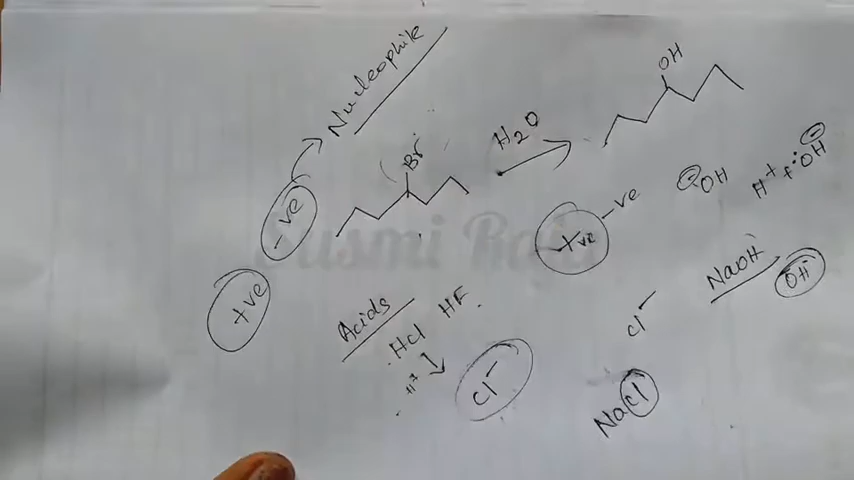 Nucleophile
-ve
+ve
Br
H2O
OH
+ve -ve
⊖OH
H+ + :OH⊖
Acids
HCl HF
H+
Cl-
Cl-
NaOH
OH-
NaCl